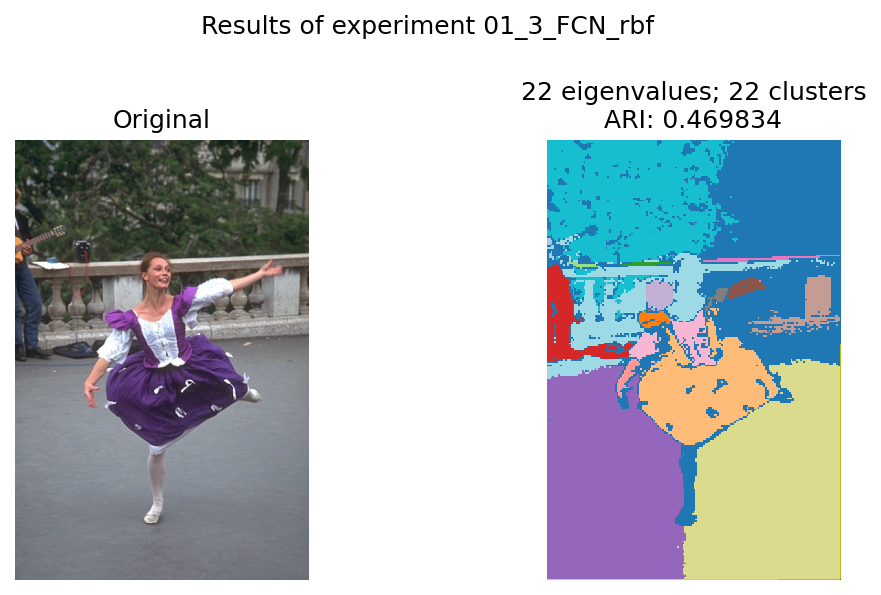 Results of experiment 01_3_FCN_rbf
Original
22 eigenvalues; 22 clusters
ARI: 0.469834